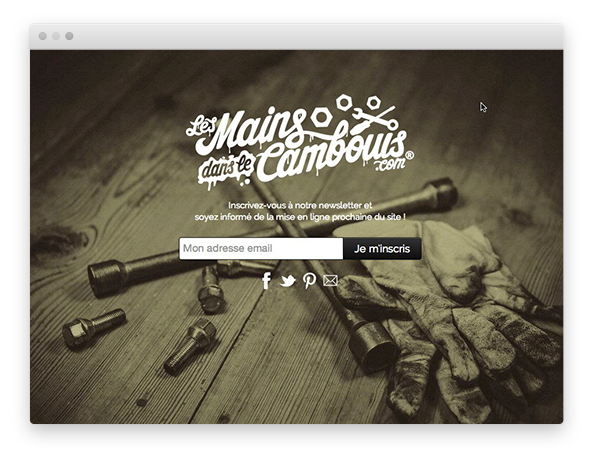 Les
Mains
dans le
Cambouis
.com®
Inscrivez-vous à notre newsletter et
soyez informé de la mise en ligne prochaine du site !
Mon adresse email
Je m'inscris